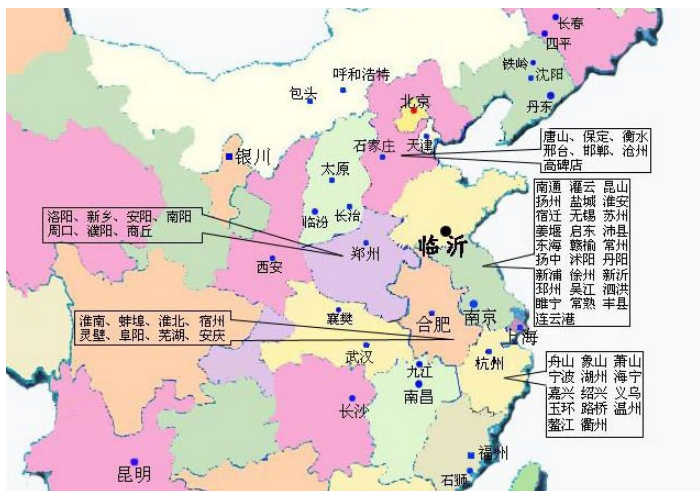 长春
四平
铁岭
沈阳
丹东
呼和浩特
包头
北京
天津
石家庄
银川
太原
唐山、保定、衡水
邢台、邯郸、沧州
高碑店
临汾
长治
洛阳、新乡、安阳、南阳
周口、濮阳、商丘
郑州
西安
临沂
南通 灌云 昆山
扬州 盐城 淮安
宿迁 无锡 苏州
姜堰 启东 沛县
东海 赣榆 常州
扬中 沭阳 丹阳
新浦 徐州 新沂
邳州 吴江 泗洪
睢宁 常熟 丰县
连云港
淮南、蚌埠、淮北、宿州
灵壁、阜阳、芜湖、安庆
襄樊
合肥
南京
上海
武汉
九江
杭州
南昌
长沙
舟山 象山 萧山
宁波 湖州 海宁
嘉兴 绍兴 义乌
玉环 路桥 温州
鳌江 衢州
昆明
福州
石狮